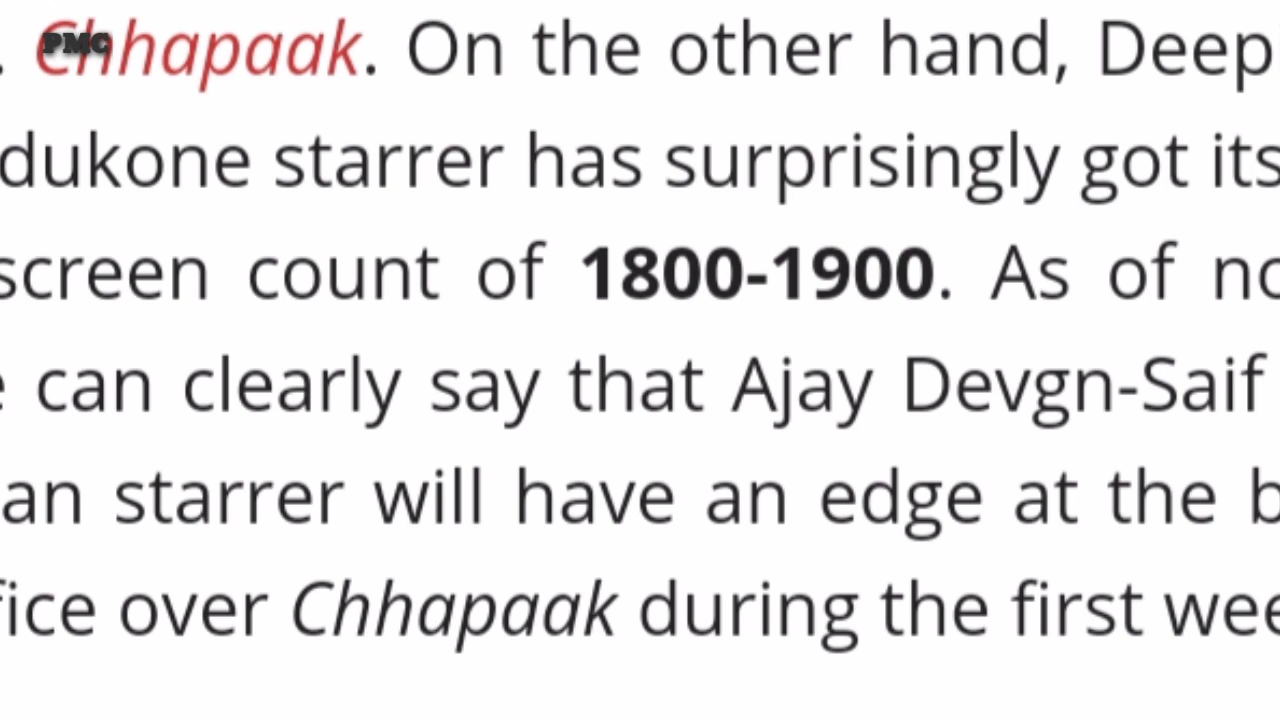 PMC
. Chhapaak. On the other hand, Deep
dukone starrer has surprisingly got its
screen count of 1800-1900. As of no
can clearly say that Ajay Devgn-Saif
an starrer will have an edge at the b
fice over Chhapaak during the first wee